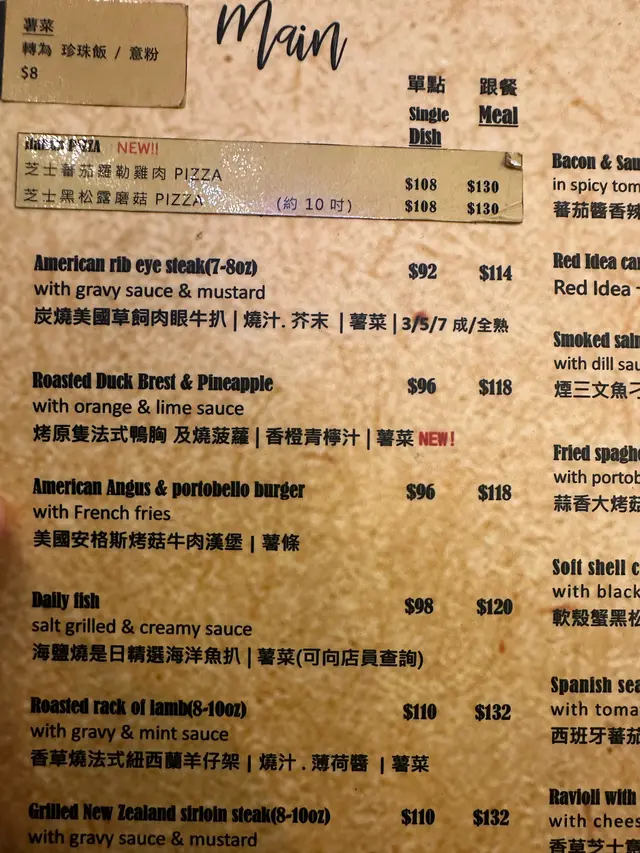 薯菜
轉為 珍珠飯 / 意粉
$8
Main
單點 跟餐
Single Meal
Dish
PIZZA NEW!!
芝士蕃茄羅勒雞肉 PIZZA $108 $130
芝士黑松露磨菇 PIZZA (約 10 吋) $108 $130
American rib eye steak(7-8oz) $92 $114
with gravy sauce & mustard
炭燒美國草飼肉眼牛扒 | 燒汁. 芥末 | 薯菜 | 3/5/7 成/全熟
Roasted Duck Brest & Pineapple $96 $118
with orange & lime sauce
烤原隻法式鴨胸 及燒菠蘿 | 香橙青檸汁 | 薯菜 NEW!
American Angus & portobello burger $96 $118
with French fries
美國安格斯烤菇牛肉漢堡 | 薯條
Daily fish $98 $120
salt grilled & creamy sauce
海鹽燒是日精選海洋魚扒 | 薯菜(可向店員查詢)
Roasted rack of lamb(8-10oz) $110 $132
with gravy & mint sauce
香草燒法式紐西蘭羊仔架 | 燒汁 . 薄荷醬 | 薯菜
Grilled New Zealand sirloin steak(8-10oz) $110 $132
with gravy sauce & mustard
Bacon & Sau
in spicy tom
蕃茄醬香辣
Red Idea car
Red Idea
Smoked saln
with dill sau
煙三文魚
Fried spagh
with portob
蒜香大烤菇
Soft shell c
with black
軟殼蟹黑松
Spanish sea
with toma
西班牙蕃茄
Ravioli with
with chees
香草芝士意